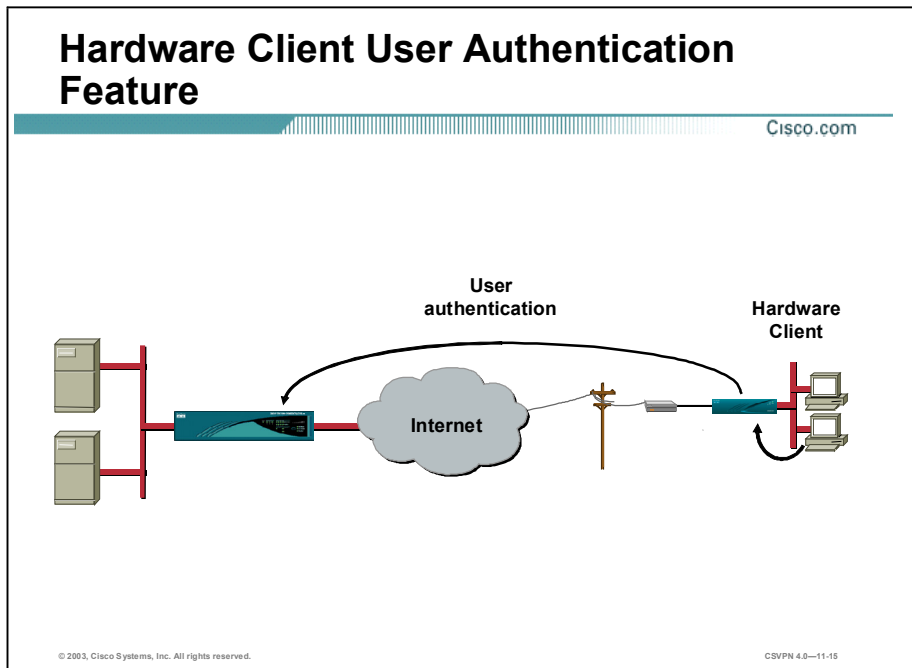 Hardware Client User Authentication
Feature
Cisco.com
User
authentication
Hardware
Client
Internet
© 2003, Cisco Systems, Inc. All rights reserved.
CSVPN 4.0—11-15